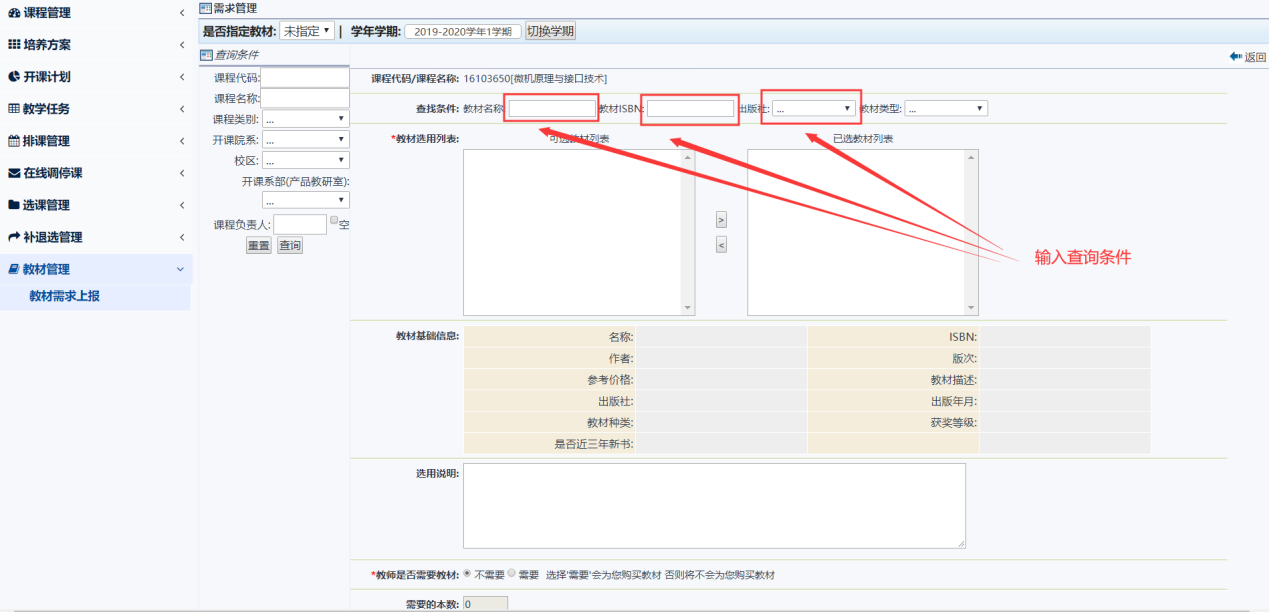 课程管理
培养方案
开课计划
教学任务
排课管理
在线调停课
选课管理
补退选管理
教材管理
教材需求上报
需求管理
是否指定教材: 未指定 | 学年学期: 2019-2020学年1学期 切换学期
查询条件
返回
课程代码:
课程名称:
课程类别: ...
开课院系: ...
校区: ...
开课系部(产品教研室):
...
课程负责人: 空
重置 查询
课程代码/课程名称: 16103650[微机原理与接口技术]
查找条件: 教材名称: 教材ISBN: 出版社: ... 教材类型: ...
*教材选用列表: 可选教材列表 已选教材列表
>
<
输入查询条件
教材基础信息: 名称: ISBN:
作者: 版次:
参考价格: 教材描述:
出版社: 出版年月:
教材种类: 获奖等级:
是否近三年新书:
选用说明:
*教师是否需要教材: 不需要 需要 选择'需要'会为您购买教材 否则将不会为您购买教材
需要的本数: 0